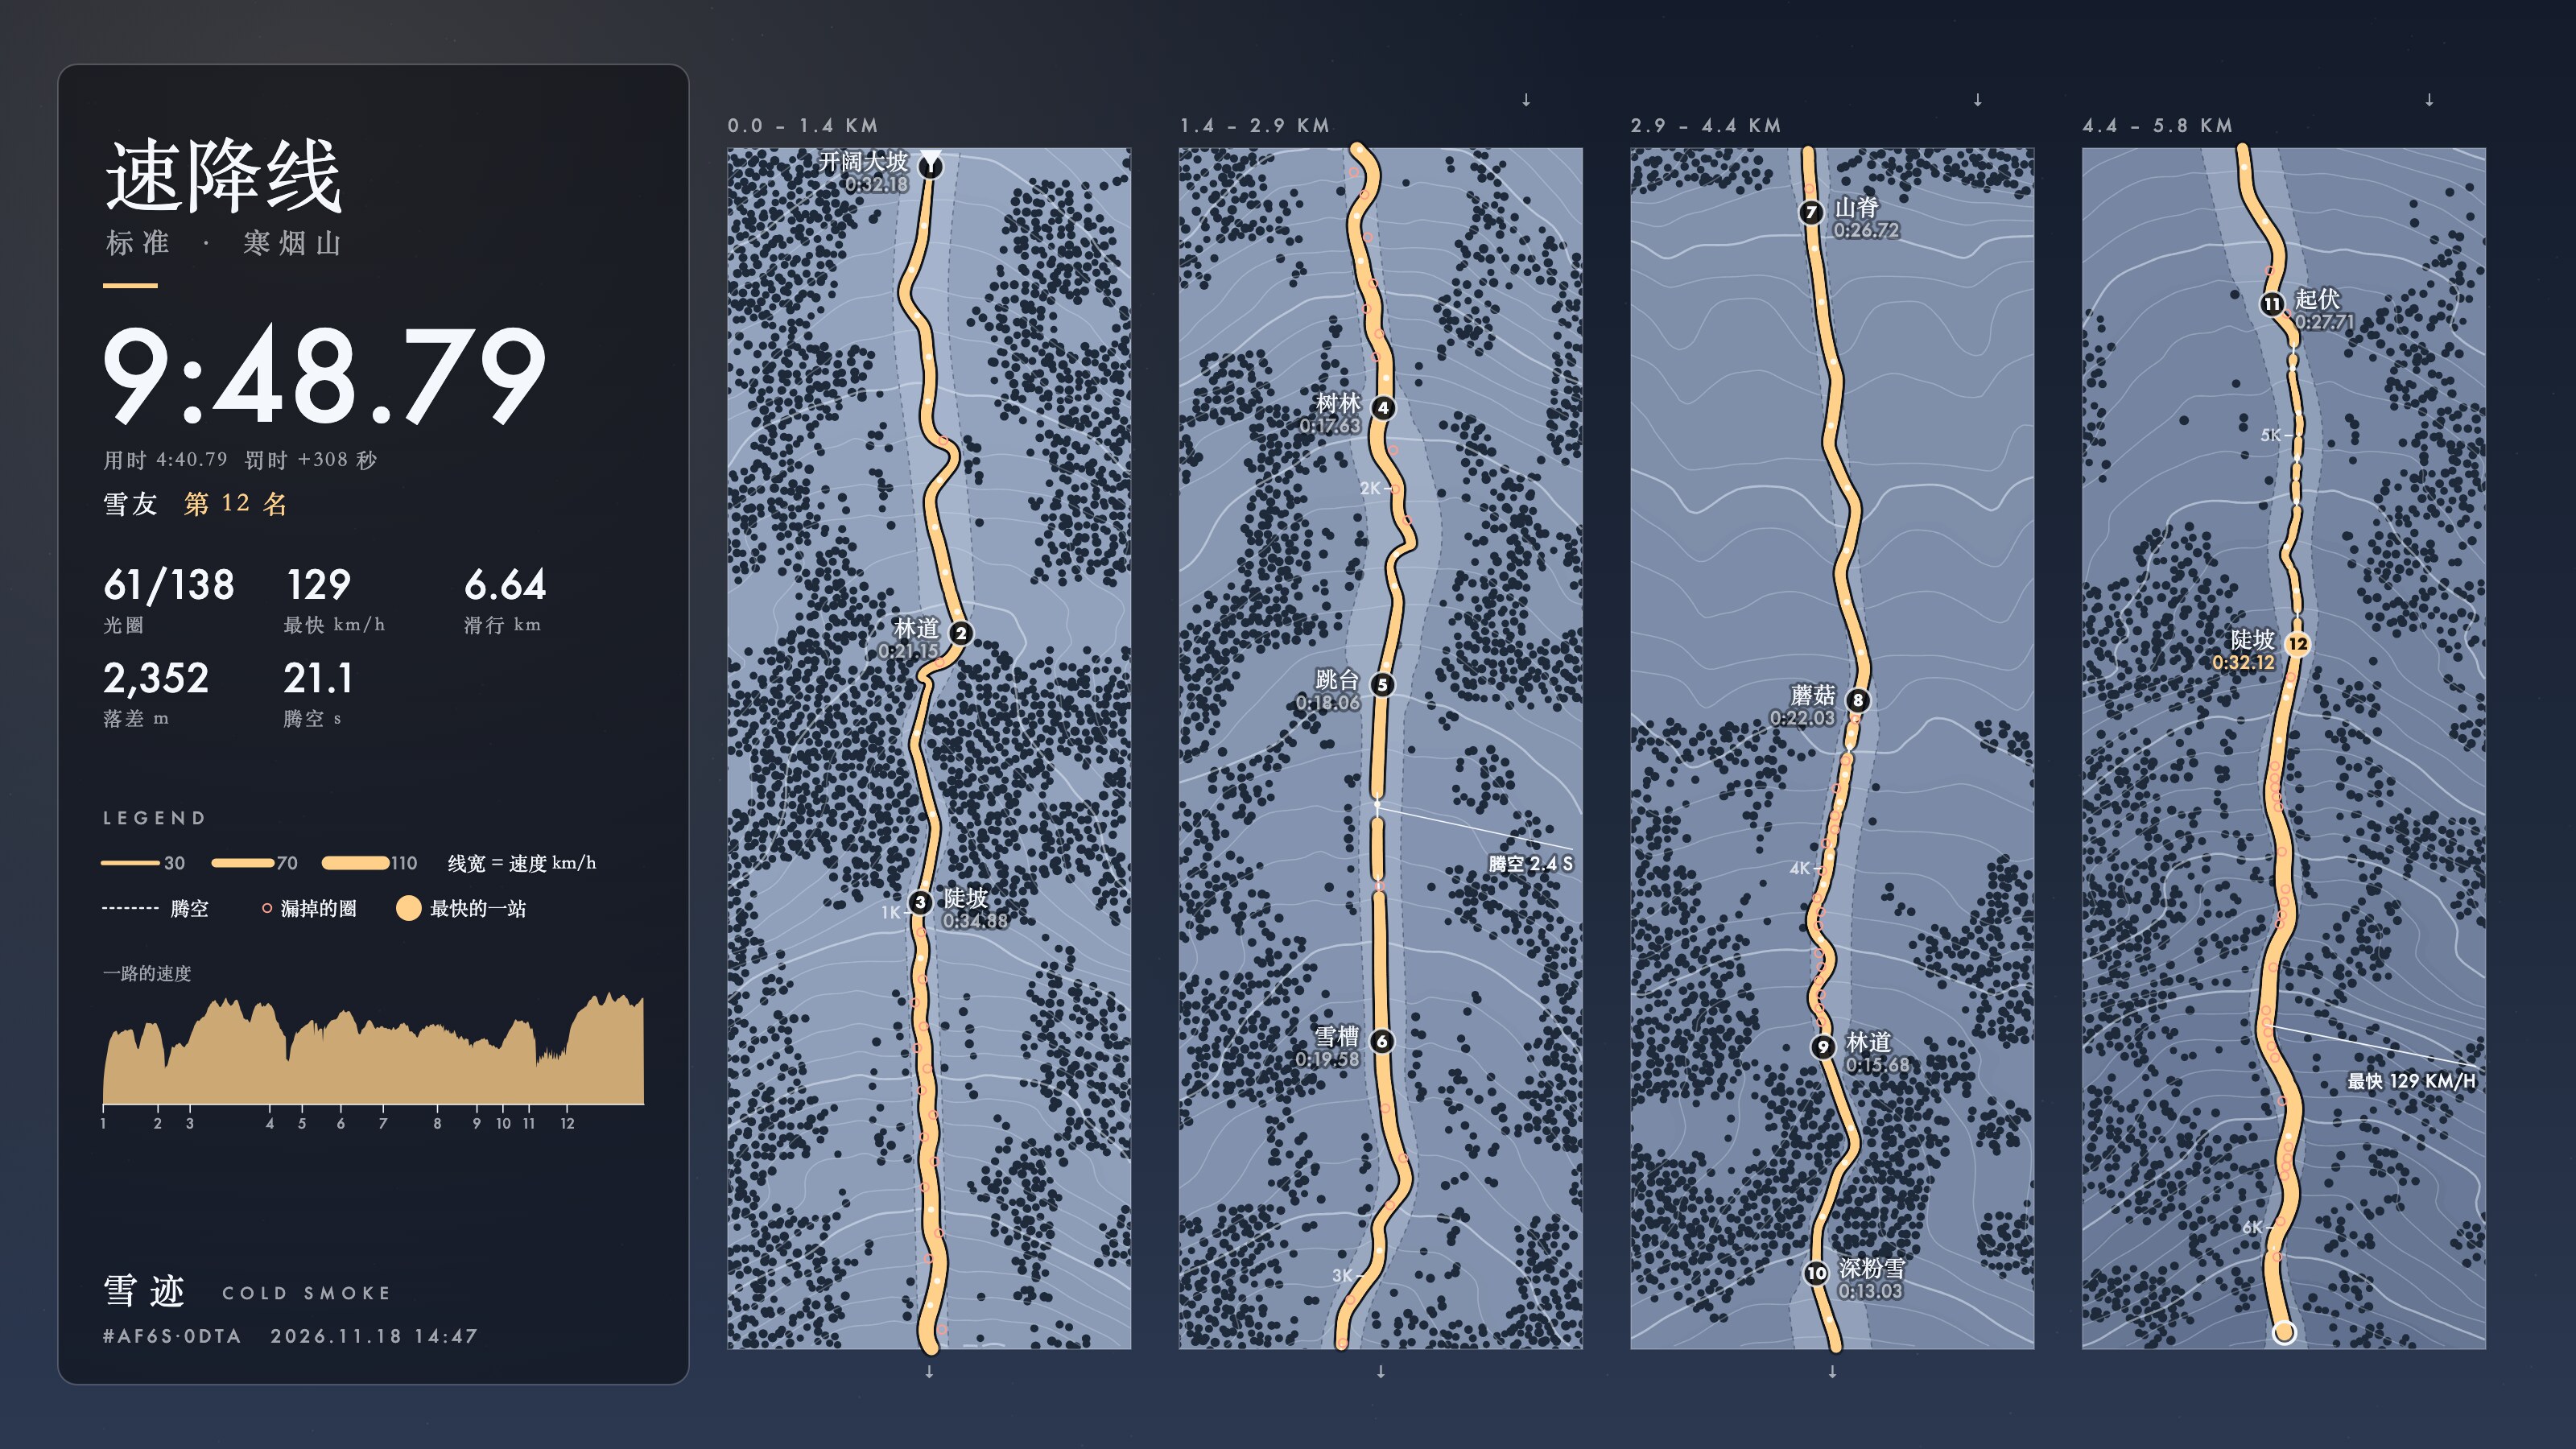 速降线
标准 · 寒烟山
9:48.79
用时 4:40.79 罚时 +308 秒
雪友 第 12 名
61/138 129 6.64
光圈 最快 km/h 滑行 km
2,352 21.1
落差 m 腾空 s
LEGEND
30 70 110 线宽 = 速度 km/h
腾空 漏掉的圈 最快的一站
一路的速度
1 2 3 4 5 6 7 8 9 10 11 12
雪迹 COLD SMOKE
#AF6S·0DTA 2026.11.18 14:47
0.0 – 1.4 KM
开阔大坡 1
0:32.18
林道 2
0:21.15
3 陡坡
1K 0:34.88
↓
1.4 – 2.9 KM
↓
树林 4
0:17.63
2K
跳台 5
0:18.06
腾空 2.4 S
雪槽 6
0:19.58
3K
↓
2.9 – 4.4 KM
↓
7 山脊
0:26.72
蘑菇 8
0:22.03
4K
9 林道
0:15.68
10 深粉雪
0:13.03
↓
4.4 – 5.8 KM
↓
11 起伏
0:27.71
5K
陡坡 12
0:32.12
最快 129 KM/H
6K